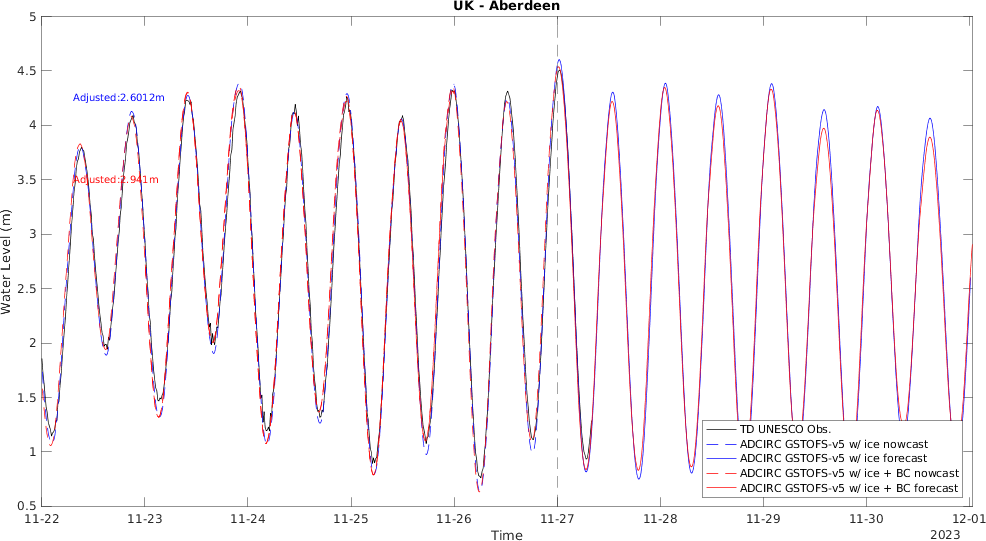 UK - Aberdeen
5
4.5
4
3.5
3
2.5
2
1.5
1
0.5
Water Level (m)
Adjusted:2.6012m
Adjusted:2.941m
TD UNESCO Obs.
ADCIRC GSTOFS-v5 w/ ice nowcast
ADCIRC GSTOFS-v5 w/ ice forecast
ADCIRC GSTOFS-v5 w/ ice + BC nowcast
ADCIRC GSTOFS-v5 w/ ice + BC forecast
11-22 11-23 11-24 11-25 11-26 11-27 11-28 11-29 11-30 12-01
Time
2023